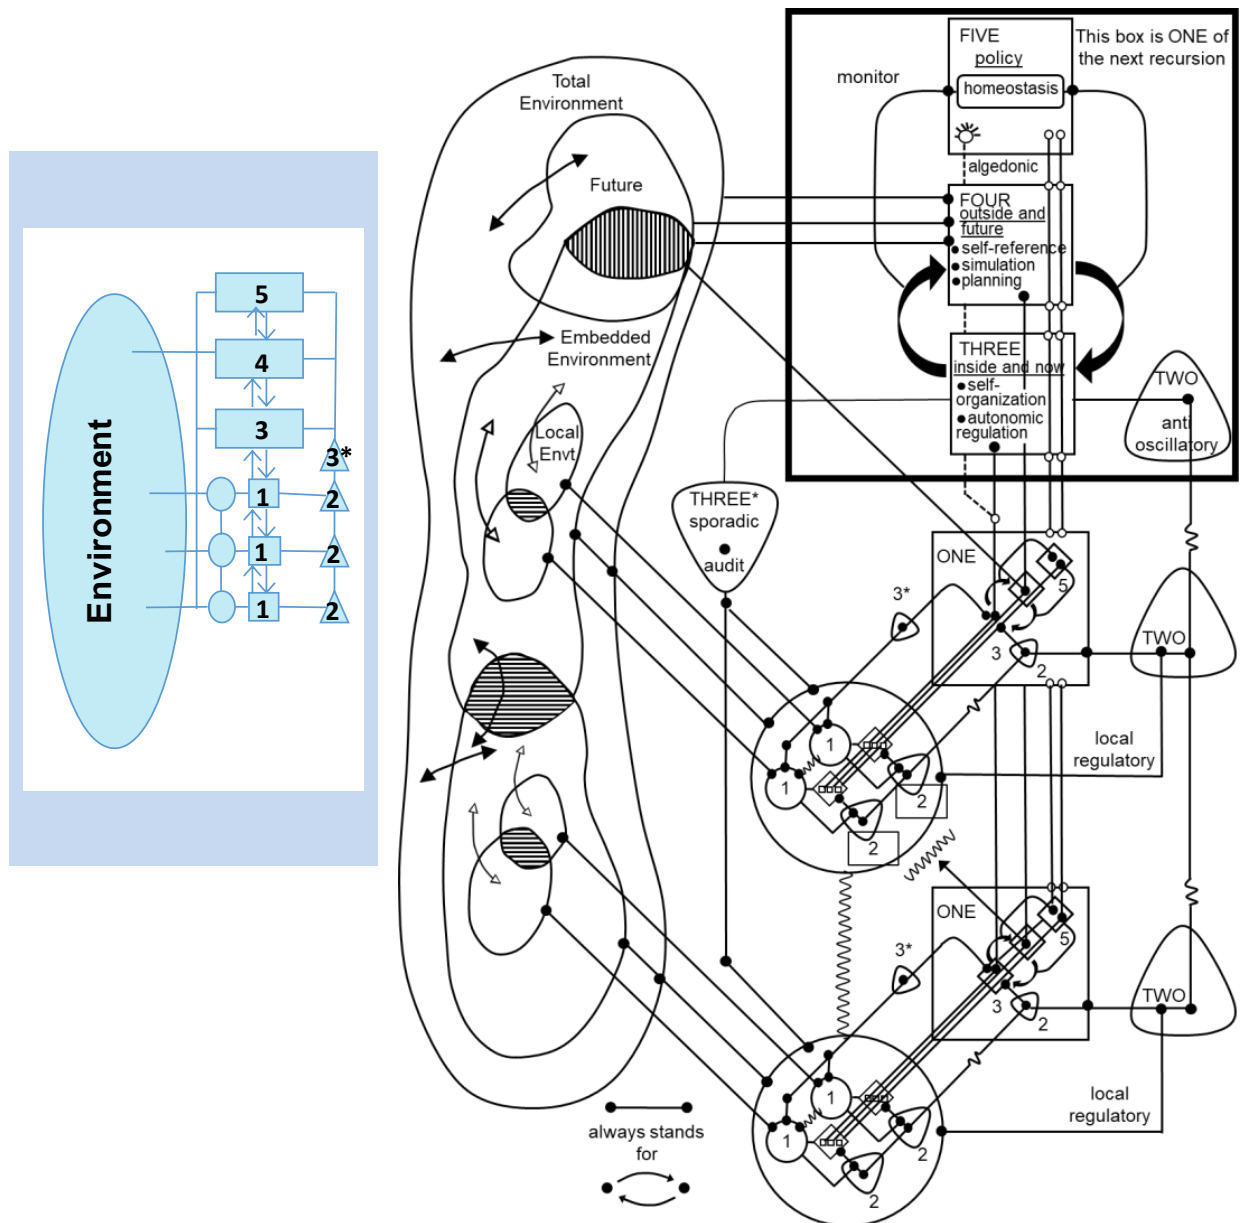 Environment
5
4
3
3*
1
2
1
2
1
2
Total
Environment
Future
Embedded
Environment
Local
Envt
monitor
FIVE
policy
homeostasis
This box is ONE of
the next recursion
algedonic
FOUR
outside and
future
self-reference
simulation
planning
THREE
inside and now
self-
organization
autonomic
regulation
TWO
anti
oscillatory
THREE*
sporadic
audit
ONE
5
3*
3
2
TWO
local
regulatory
1
1
2
2
ONE
5
3*
3
2
TWO
local
regulatory
1
1
2
2
always stands
for